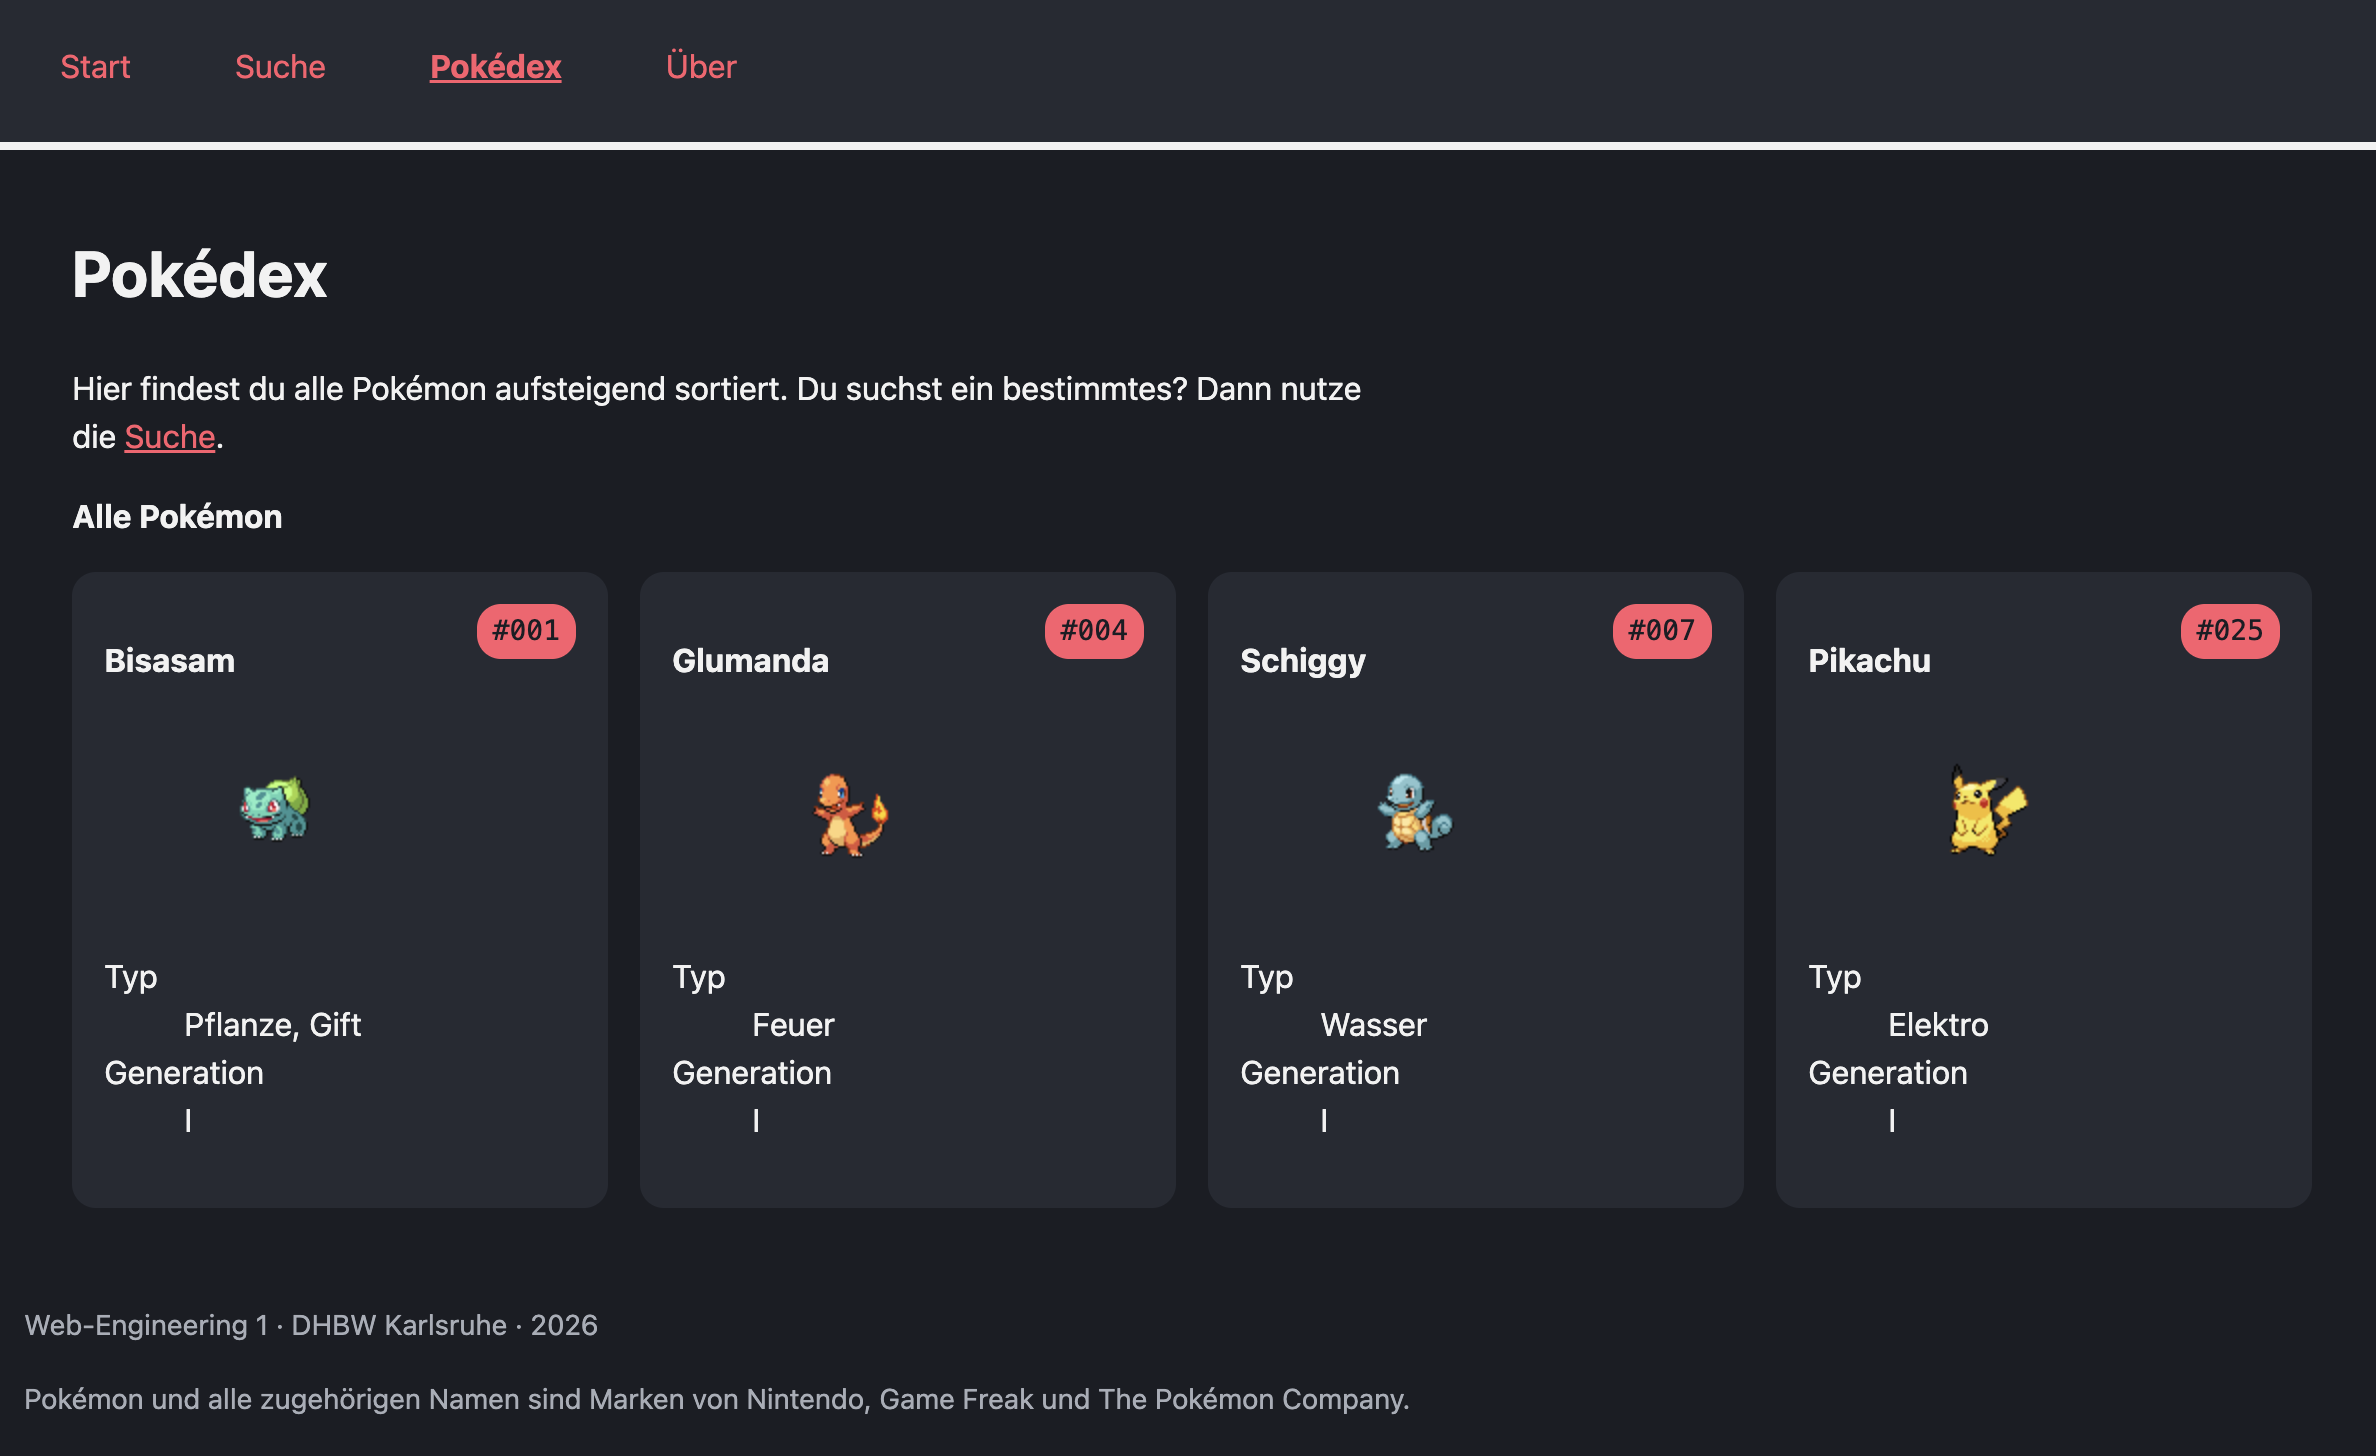 Start Suche Pokédex Über
Pokédex
Hier findest du alle Pokémon aufsteigend sortiert. Du suchst ein bestimmtes? Dann nutze
die Suche.
Alle Pokémon
#001
Bisasam
Typ
Pflanze, Gift
Generation
I
#004
Glumanda
Typ
Feuer
Generation
I
#007
Schiggy
Typ
Wasser
Generation
I
#025
Pikachu
Typ
Elektro
Generation
I
Web-Engineering 1 · DHBW Karlsruhe · 2026
Pokémon und alle zugehörigen Namen sind Marken von Nintendo, Game Freak und The Pokémon Company.